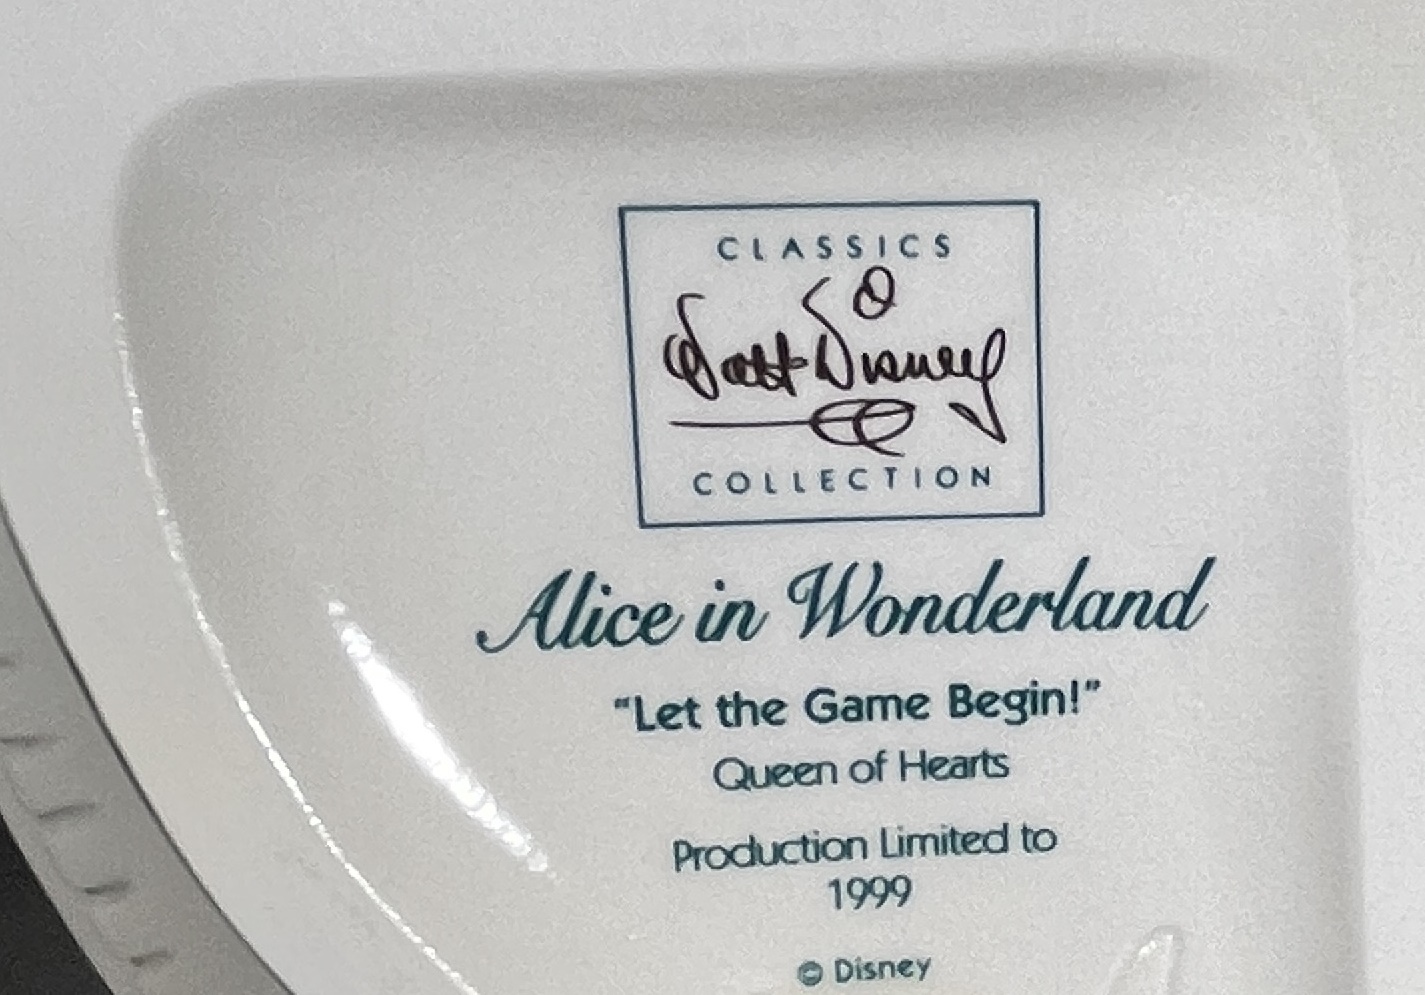 CLASSICS
Walt Disney
COLLECTION
Alice in Wonderland
"Let the Game Begin!"
Queen of Hearts
Production Limited to
1999
© Disney